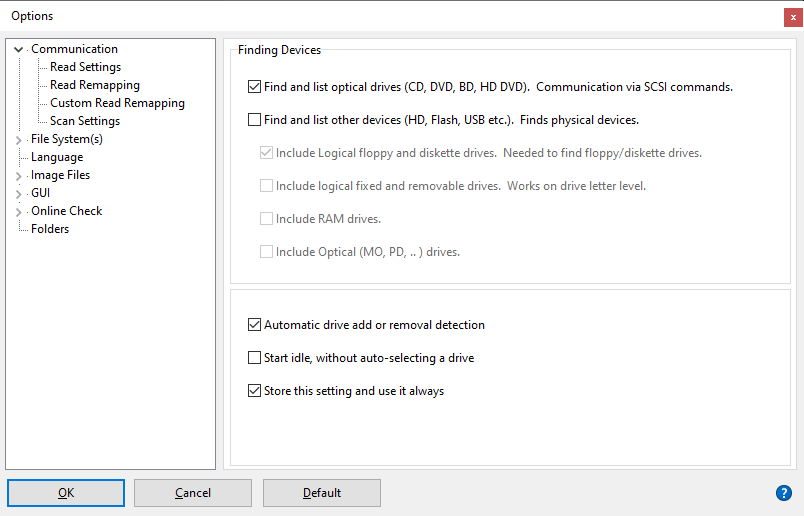 Options
x
Communication
Read Settings
Read Remapping
Custom Read Remapping
Scan Settings
File System(s)
Language
Image Files
GUI
Online Check
Folders
Finding Devices
Find and list optical drives (CD, DVD, BD, HD DVD).  Communication via SCSI commands.
Find and list other devices (HD, Flash, USB etc.).  Finds physical devices.
Include Logical floppy and diskette drives.  Needed to find floppy/diskette drives.
Include logical fixed and removable drives.  Works on drive letter level.
Include RAM drives.
Include Optical (MO, PD, .. ) drives.
Automatic drive add or removal detection
Start idle, without auto-selecting a drive
Store this setting and use it always
OK Cancel Default ?